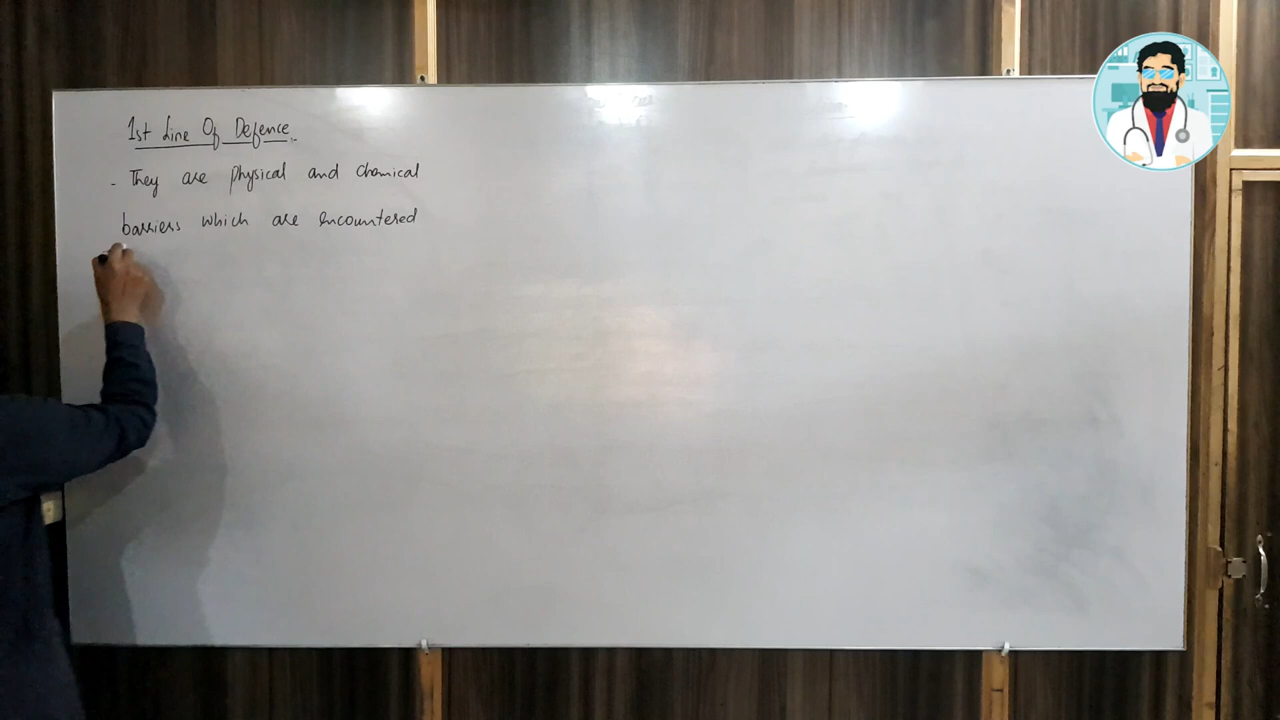 1st Line Of Defence..
- They are physical and chemical
barriers which are encountered